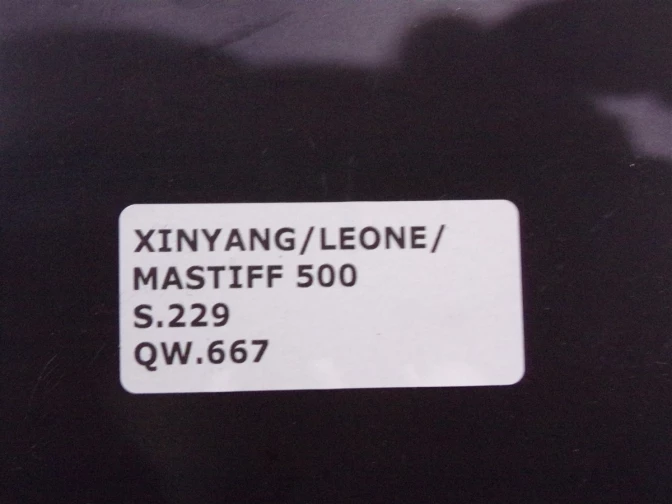 XINYANG/LEONE/
MASTIFF 500
S.229
QW.667